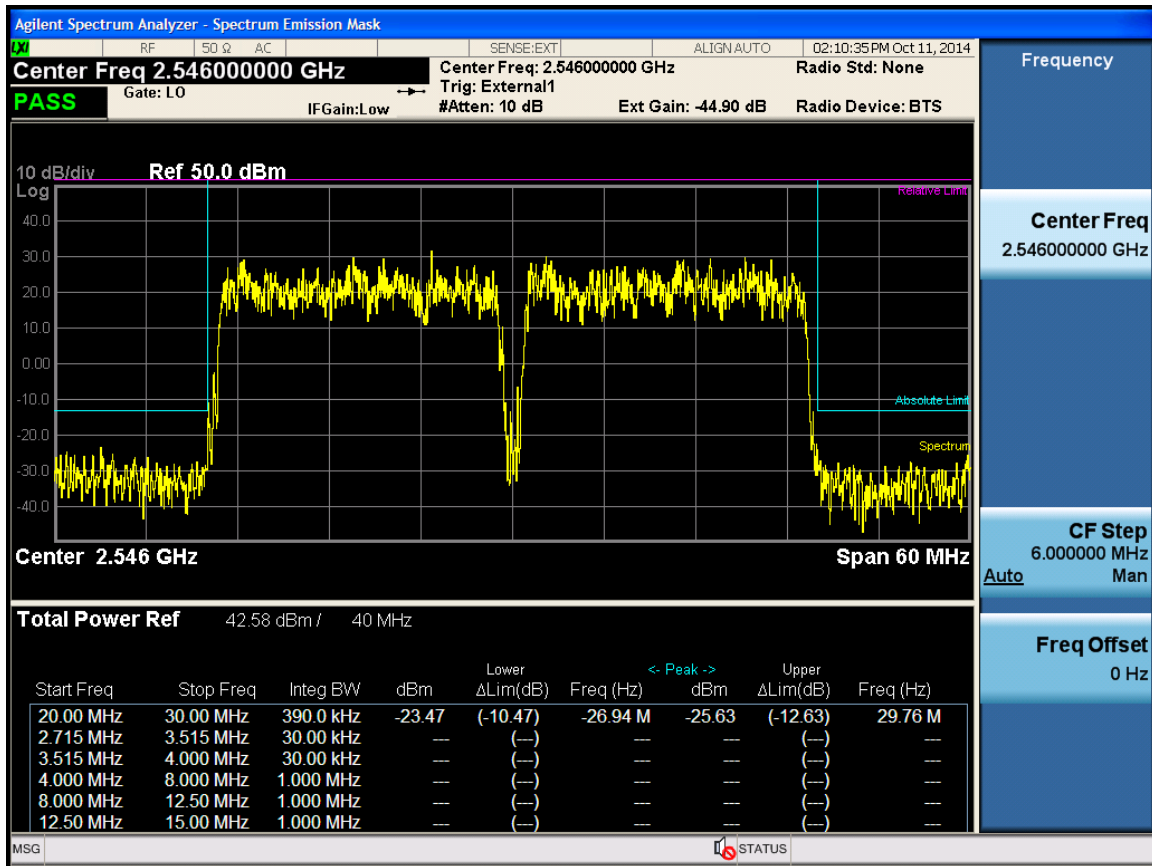 Agilent Spectrum Analyzer - Spectrum Emission Mask
LXI RF 50 Ω AC SENSE:EXT ALIGN AUTO 02:10:35 PM Oct 11, 2014
Center Freq 2.546000000 GHz Center Freq: 2.546000000 GHz Radio Std: None
PASS Gate: LO Trig: External1
IFGain:Low #Atten: 10 dB Ext Gain: -44.90 dB Radio Device: BTS
10 dB/div Ref 50.0 dBm
Log
Relative Limit
40.0
30.0
20.0
10.0
0.00
-10.0
Absolute Limit
-20.0
Spectrum
-30.0
-40.0
Center 2.546 GHz Span 60 MHz
Total Power Ref 42.58 dBm / 40 MHz
Lower <- Peak -> Upper
Start Freq Stop Freq Integ BW dBm ΔLim(dB) Freq (Hz) dBm ΔLim(dB) Freq (Hz)
20.00 MHz 30.00 MHz 390.0 kHz -23.47 (-10.47) -26.94 M -25.63 (-12.63) 29.76 M
2.715 MHz 3.515 MHz 30.00 kHz --- (---) --- --- (---) ---
3.515 MHz 4.000 MHz 30.00 kHz --- (---) --- --- (---) ---
4.000 MHz 8.000 MHz 1.000 MHz --- (---) --- --- (---) ---
8.000 MHz 12.50 MHz 1.000 MHz --- (---) --- --- (---) ---
12.50 MHz 15.00 MHz 1.000 MHz --- (---) --- --- (---) ---
MSG STATUS
Frequency
Center Freq
2.546000000 GHz
CF Step
6.000000 MHz
Auto Man
Freq Offset
0 Hz